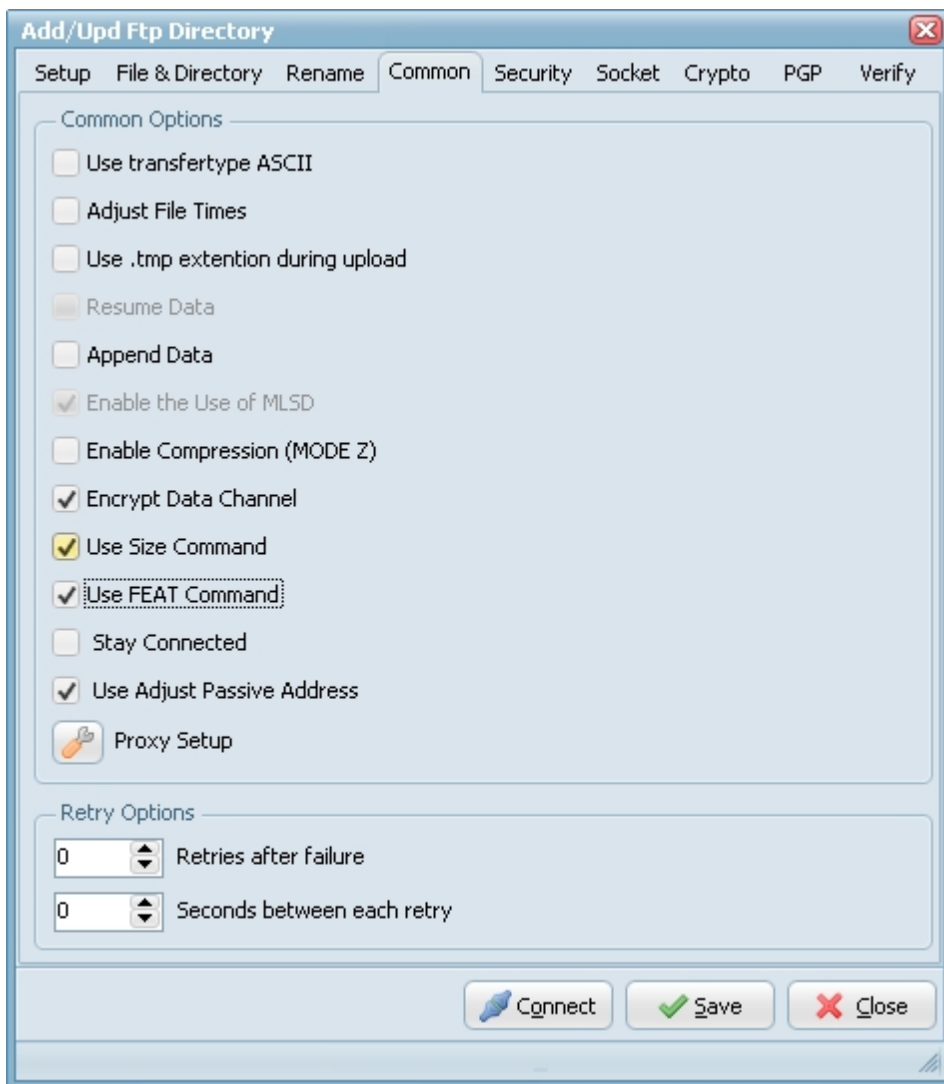 Add/Upd Ftp Directory
Setup File & Directory Rename Common Security Socket Crypto PGP Verify
Common Options
Use transfertype ASCII
Adjust File Times
Use .tmp extention during upload
Resume Data
Append Data
Enable the Use of MLSD
Enable Compression (MODE Z)
Encrypt Data Channel
Use Size Command
Use FEAT Command
Stay Connected
Use Adjust Passive Address
Proxy Setup
Retry Options
0 Retries after failure
0 Seconds between each retry
Connect Save Close